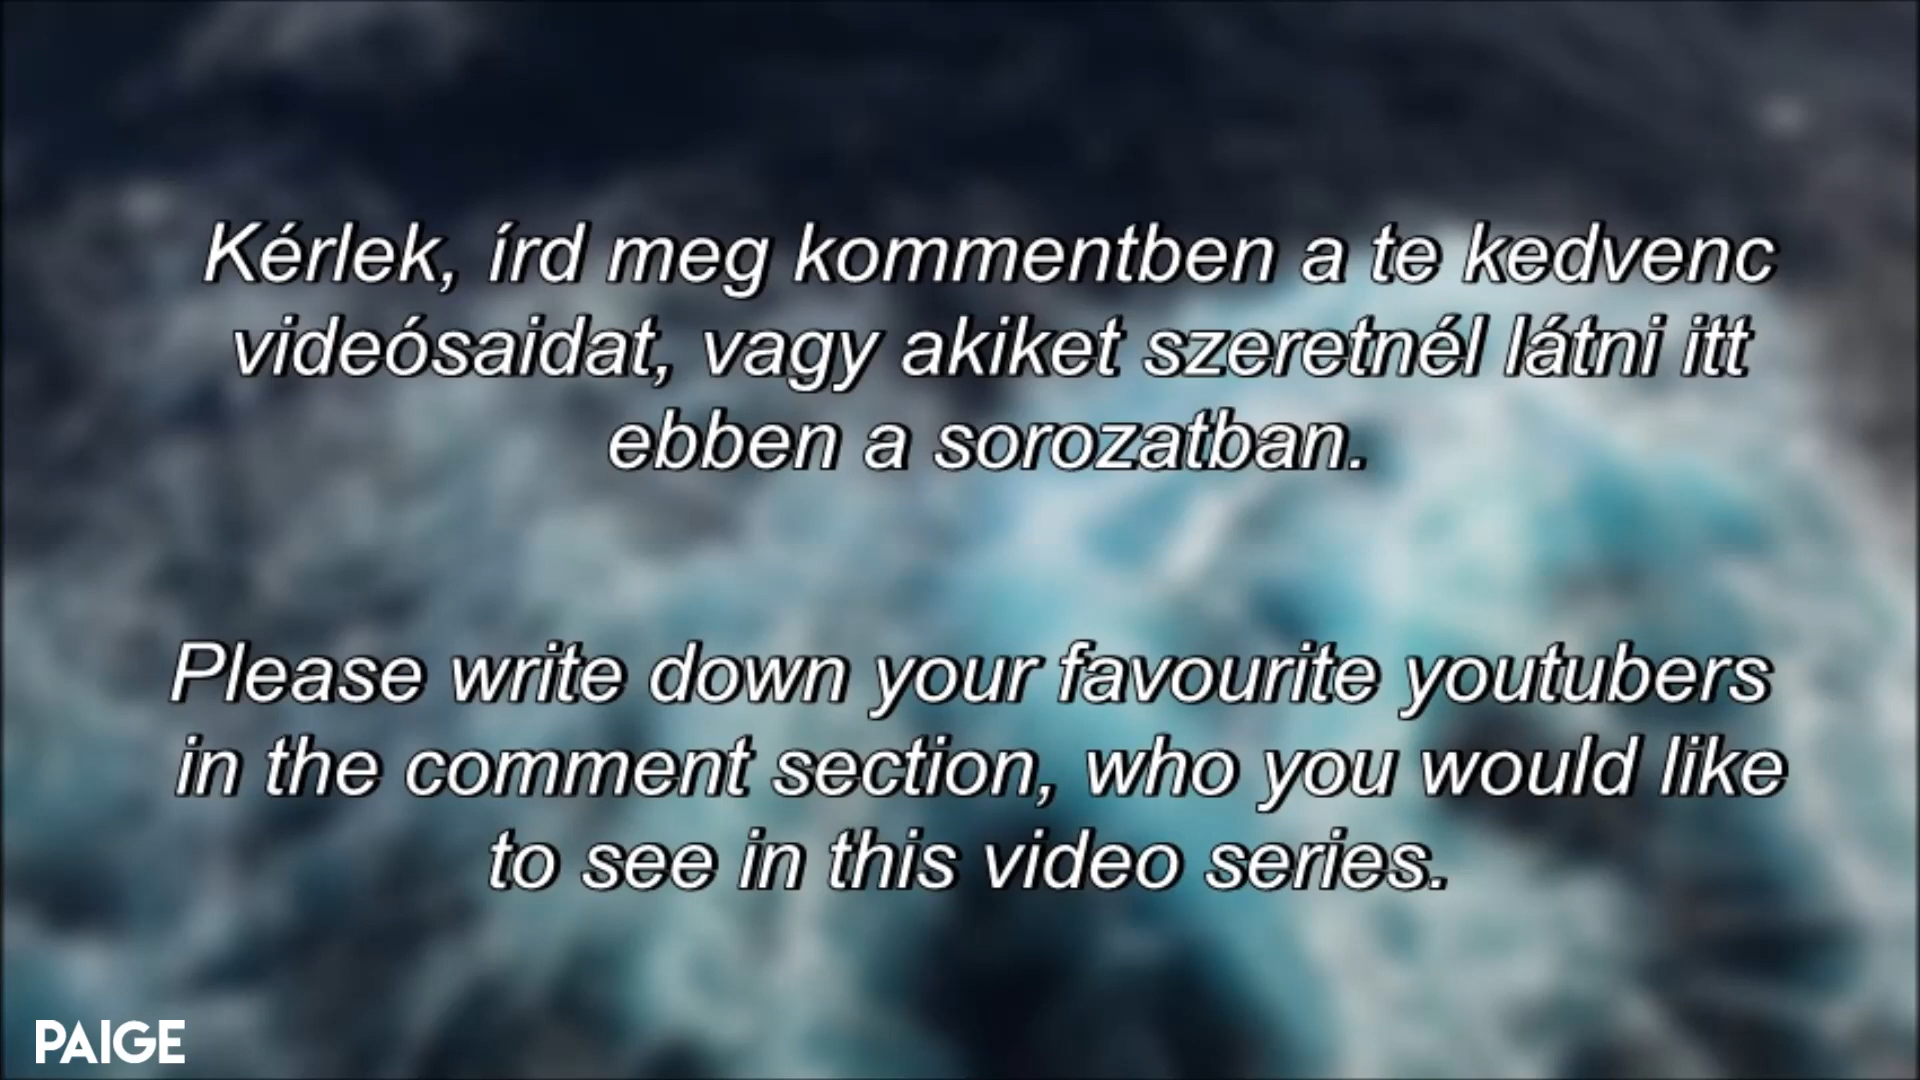 Kérlek, írd meg kommentben a te kedvenc
videósaidat, vagy akiket szeretnél látni itt
ebben a sorozatban.
Please write down your favourite youtubers
in the comment section, who you would like
to see in this video series.
PAIGE